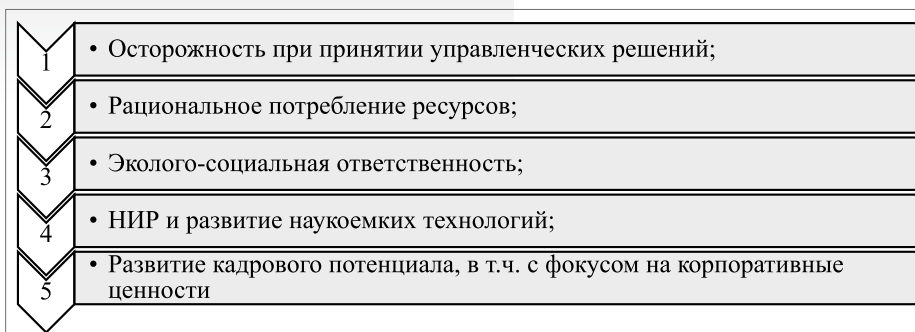 1
• Осторожность при принятии управленческих решений;
2
• Рациональное потребление ресурсов;
3
• Эколого-социальная ответственность;
4
• НИР и развитие наукоемких технологий;
5
• Развитие кадрового потенциала, в т.ч. с фокусом на корпоративные
ценности